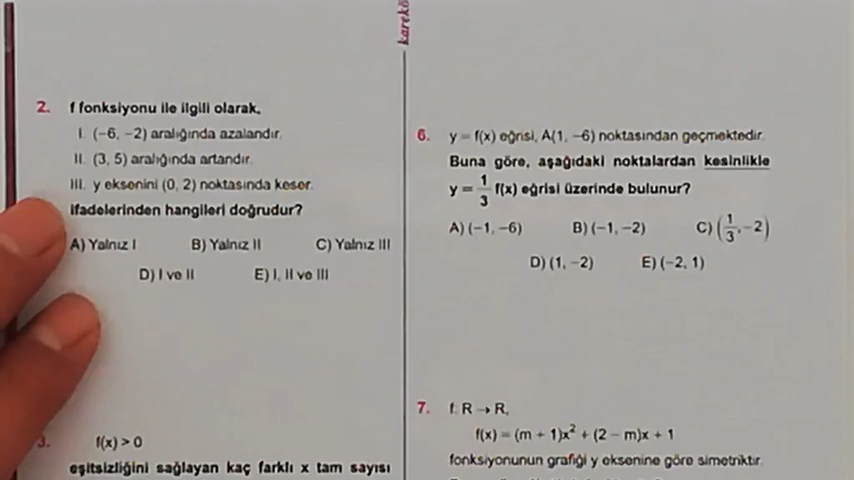 karekö
2. f fonksiyonu ile ilgili olarak,
I. (-6, -2) aralığında azalandır.
II. (3, 5) aralığında artandır.
III. y eksenini (0, 2) noktasında keser.
ifadelerinden hangileri doğrudur?
A) Yalnız I B) Yalnız II C) Yalnız III
D) I ve II E) I, II ve III
3. f(x) > 0
eşitsizliğini sağlayan kaç farklı x tam sayısı
6. y = f(x) eğrisi, A(1, -6) noktasından geçmektedir.
Buna göre, aşağıdaki noktalardan kesinlikle
y = 1/3 f(x) eğrisi üzerinde bulunur?
A) (-1, -6) B) (-1, -2) C) (1/3, -2)
D) (1, -2) E) (-2, 1)
7. f: R → R,
f(x) = (m + 1)x² + (2 - m)x + 1
fonksiyonunun grafiği y eksenine göre simetriktir.